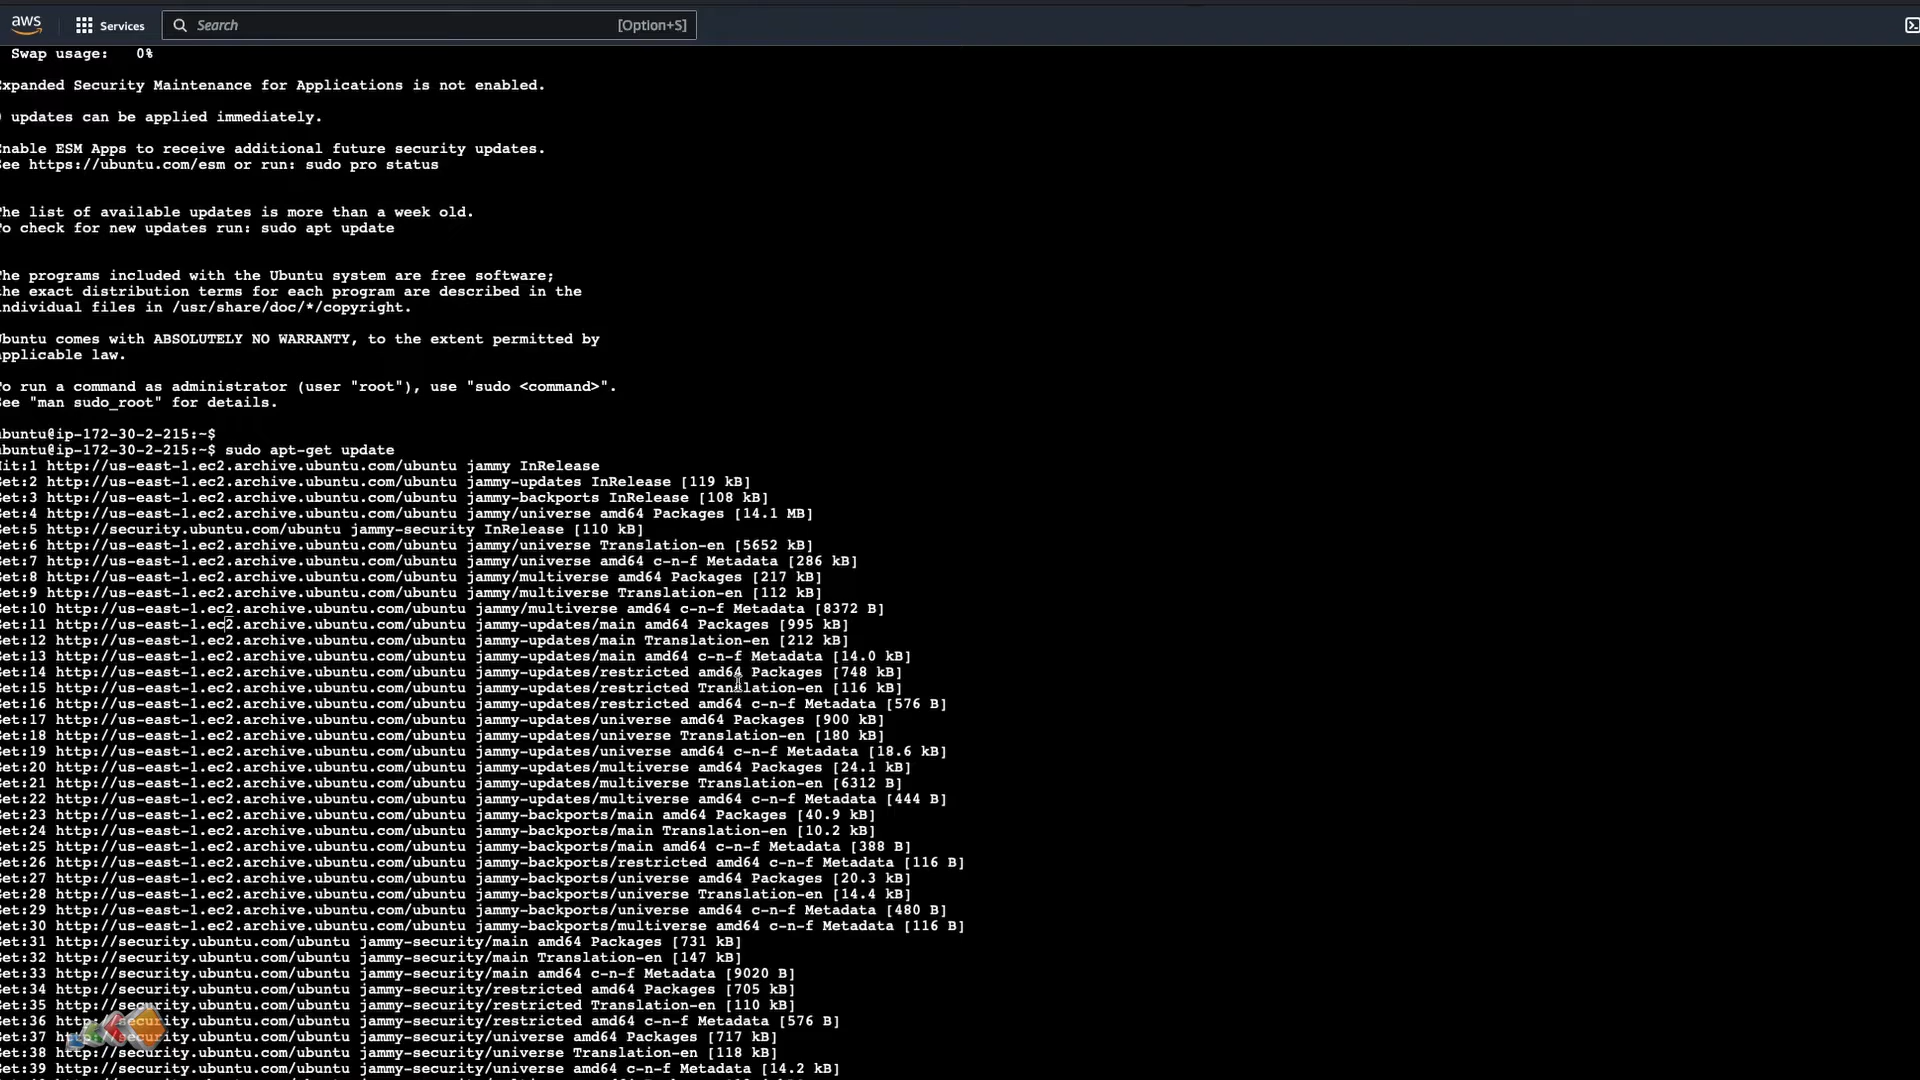 aws Services Search [Option+S]
Swap usage: 0%
Expanded Security Maintenance for Applications is not enabled.
updates can be applied immediately.
Enable ESM Apps to receive additional future security updates.
See https://ubuntu.com/esm or run: sudo pro status
The list of available updates is more than a week old.
To check for new updates run: sudo apt update
The programs included with the Ubuntu system are free software;
the exact distribution terms for each program are described in the
individual files in /usr/share/doc/*/copyright.
Ubuntu comes with ABSOLUTELY NO WARRANTY, to the extent permitted by
applicable law.
To run a command as administrator (user "root"), use "sudo <command>".
See "man sudo_root" for details.
ubuntu@ip-172-30-2-215:~$
ubuntu@ip-172-30-2-215:~$ sudo apt-get update
Hit:1 http://us-east-1.ec2.archive.ubuntu.com/ubuntu jammy InRelease
Get:2 http://us-east-1.ec2.archive.ubuntu.com/ubuntu jammy-updates InRelease [119 kB]
Get:3 http://us-east-1.ec2.archive.ubuntu.com/ubuntu jammy-backports InRelease [108 kB]
Get:4 http://us-east-1.ec2.archive.ubuntu.com/ubuntu jammy/universe amd64 Packages [14.1 MB]
Get:5 http://security.ubuntu.com/ubuntu jammy-security InRelease [110 kB]
Get:6 http://us-east-1.ec2.archive.ubuntu.com/ubuntu jammy/universe Translation-en [5652 kB]
Get:7 http://us-east-1.ec2.archive.ubuntu.com/ubuntu jammy/universe amd64 c-n-f Metadata [286 kB]
Get:8 http://us-east-1.ec2.archive.ubuntu.com/ubuntu jammy/multiverse amd64 Packages [217 kB]
Get:9 http://us-east-1.ec2.archive.ubuntu.com/ubuntu jammy/multiverse Translation-en [112 kB]
Get:10 http://us-east-1.ec2.archive.ubuntu.com/ubuntu jammy/multiverse amd64 c-n-f Metadata [8372 B]
Get:11 http://us-east-1.ec2.archive.ubuntu.com/ubuntu jammy-updates/main amd64 Packages [995 kB]
Get:12 http://us-east-1.ec2.archive.ubuntu.com/ubuntu jammy-updates/main Translation-en [212 kB]
Get:13 http://us-east-1.ec2.archive.ubuntu.com/ubuntu jammy-updates/main amd64 c-n-f Metadata [14.0 kB]
Get:14 http://us-east-1.ec2.archive.ubuntu.com/ubuntu jammy-updates/restricted amd64 Packages [748 kB]
Get:15 http://us-east-1.ec2.archive.ubuntu.com/ubuntu jammy-updates/restricted Translation-en [116 kB]
Get:16 http://us-east-1.ec2.archive.ubuntu.com/ubuntu jammy-updates/restricted amd64 c-n-f Metadata [576 B]
Get:17 http://us-east-1.ec2.archive.ubuntu.com/ubuntu jammy-updates/universe amd64 Packages [900 kB]
Get:18 http://us-east-1.ec2.archive.ubuntu.com/ubuntu jammy-updates/universe Translation-en [180 kB]
Get:19 http://us-east-1.ec2.archive.ubuntu.com/ubuntu jammy-updates/universe amd64 c-n-f Metadata [18.6 kB]
Get:20 http://us-east-1.ec2.archive.ubuntu.com/ubuntu jammy-updates/multiverse amd64 Packages [24.1 kB]
Get:21 http://us-east-1.ec2.archive.ubuntu.com/ubuntu jammy-updates/multiverse Translation-en [6312 B]
Get:22 http://us-east-1.ec2.archive.ubuntu.com/ubuntu jammy-updates/multiverse amd64 c-n-f Metadata [444 B]
Get:23 http://us-east-1.ec2.archive.ubuntu.com/ubuntu jammy-backports/main amd64 Packages [40.9 kB]
Get:24 http://us-east-1.ec2.archive.ubuntu.com/ubuntu jammy-backports/main Translation-en [10.2 kB]
Get:25 http://us-east-1.ec2.archive.ubuntu.com/ubuntu jammy-backports/main amd64 c-n-f Metadata [388 B]
Get:26 http://us-east-1.ec2.archive.ubuntu.com/ubuntu jammy-backports/restricted amd64 c-n-f Metadata [116 B]
Get:27 http://us-east-1.ec2.archive.ubuntu.com/ubuntu jammy-backports/universe amd64 Packages [20.3 kB]
Get:28 http://us-east-1.ec2.archive.ubuntu.com/ubuntu jammy-backports/universe Translation-en [14.4 kB]
Get:29 http://us-east-1.ec2.archive.ubuntu.com/ubuntu jammy-backports/universe amd64 c-n-f Metadata [480 B]
Get:30 http://us-east-1.ec2.archive.ubuntu.com/ubuntu jammy-backports/multiverse amd64 c-n-f Metadata [116 B]
Get:31 http://security.ubuntu.com/ubuntu jammy-security/main amd64 Packages [731 kB]
Get:32 http://security.ubuntu.com/ubuntu jammy-security/main Translation-en [147 kB]
Get:33 http://security.ubuntu.com/ubuntu jammy-security/main amd64 c-n-f Metadata [9020 B]
Get:34 http://security.ubuntu.com/ubuntu jammy-security/restricted amd64 Packages [705 kB]
Get:35 http://security.ubuntu.com/ubuntu jammy-security/restricted Translation-en [110 kB]
Get:36 http://security.ubuntu.com/ubuntu jammy-security/restricted amd64 c-n-f Metadata [576 B]
Get:37 http://security.ubuntu.com/ubuntu jammy-security/universe amd64 Packages [717 kB]
Get:38 http://security.ubuntu.com/ubuntu jammy-security/universe Translation-en [118 kB]
Get:39 http://security.ubuntu.com/ubuntu jammy-security/universe amd64 c-n-f Metadata [14.2 kB]